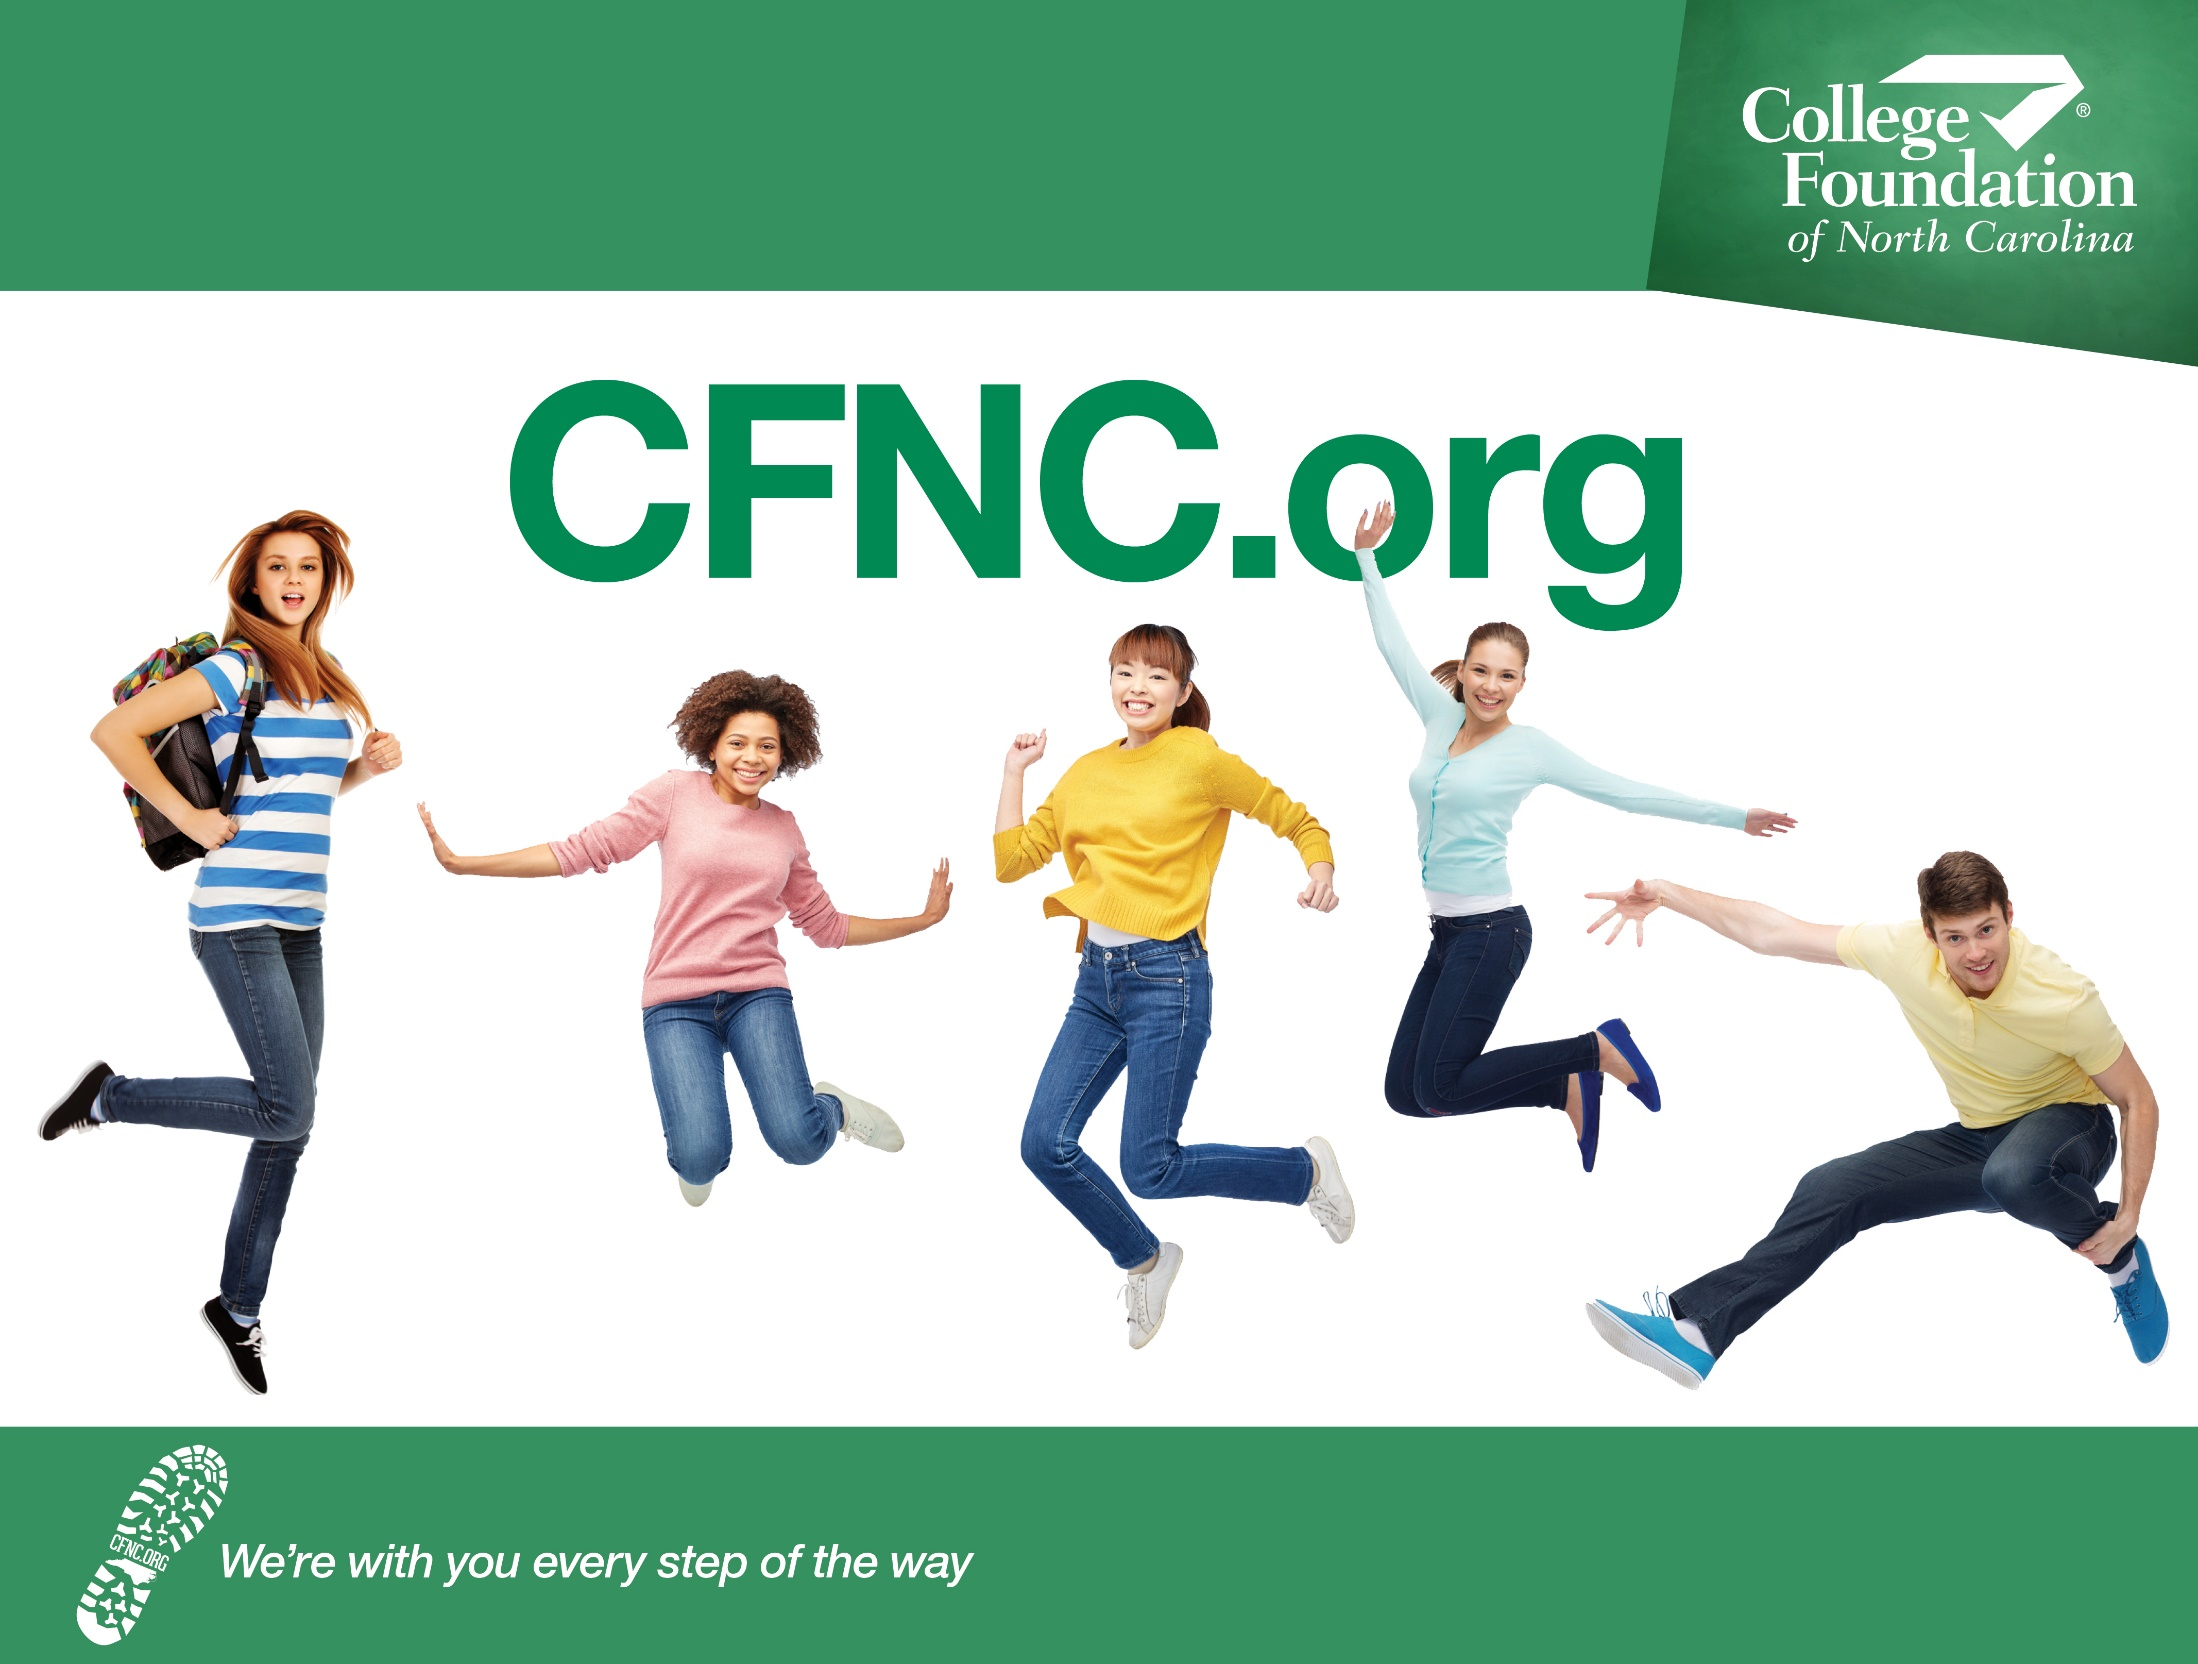 College
Foundation
of North Carolina
®
CFNC.org
CFNC.ORG
We're with you every step of the way